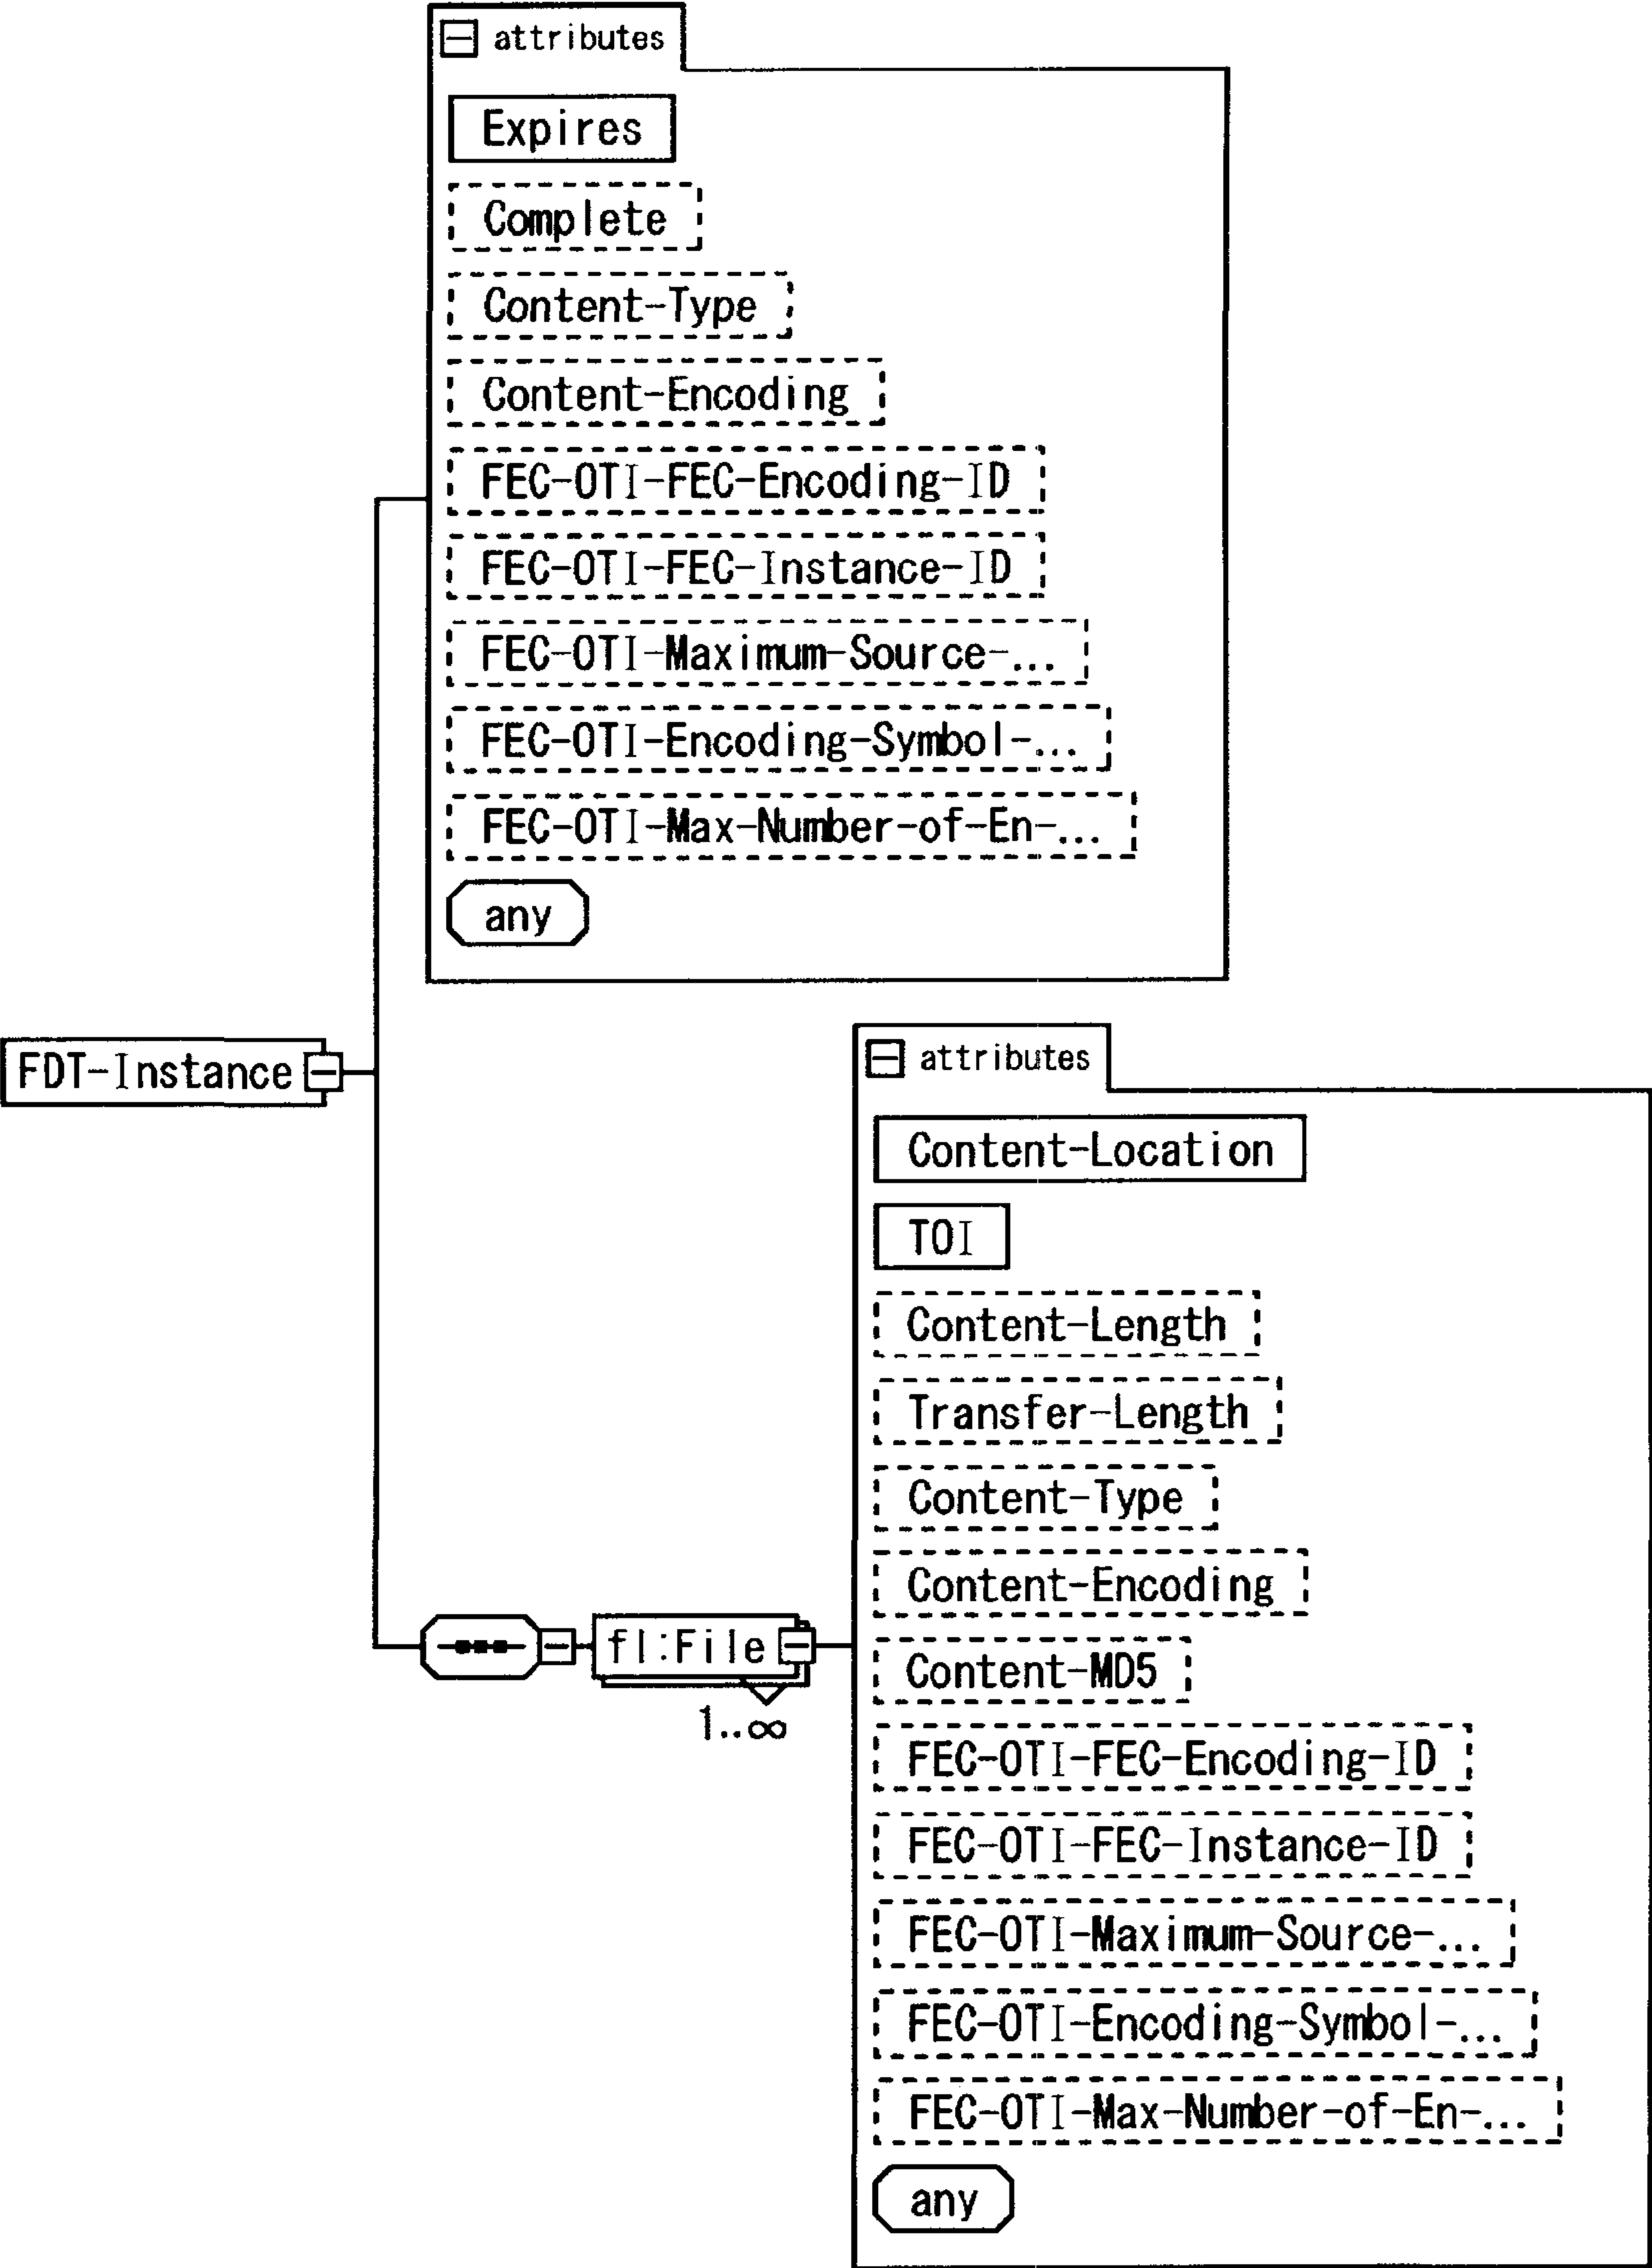 attributes
Expires
Complete
Content-Type
Content-Encoding
FEC-OTI-FEC-Encoding-ID
FEC-OTI-FEC-Instance-ID
FEC-OTI-Maximum-Source-...
FEC-OTI-Encoding-Symbol-...
FEC-OTI-Max-Number-of-En-...
any
FDT-Instance
attributes
Content-Location
TOI
Content-Length
Transfer-Length
Content-Type
Content-Encoding
fl:File
1..∞
Content-MD5
FEC-OTI-FEC-Encoding-ID
FEC-OTI-FEC-Instance-ID
FEC-OTI-Maximum-Source-...
FEC-OTI-Encoding-Symbol-...
FEC-OTI-Max-Number-of-En-...
any